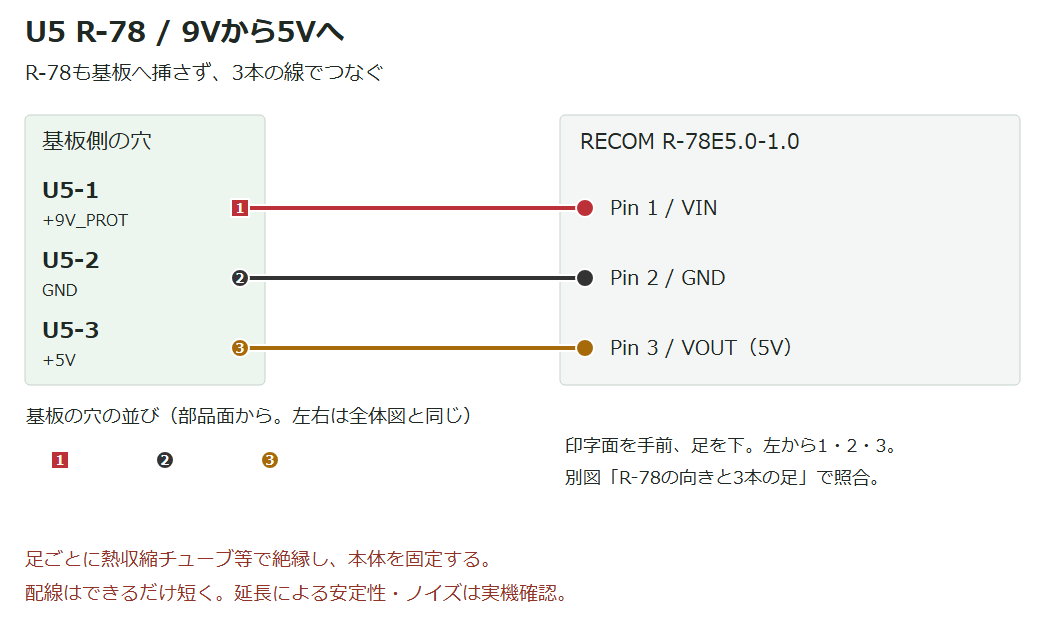 U5 R-78 / 9Vから5Vへ
R-78も基板へ挿さず、3本の線でつなぐ
基板側の穴
U5-1
+9V_PROT
U5-2
GND
U5-3
+5V
1
2
3
RECOM R-78E5.0-1.0
Pin 1 / VIN
Pin 2 / GND
Pin 3 / VOUT（5V）
基板の穴の並び（部品面から。左右は全体図と同じ）
1 2 3
印字面を手前、足を下。左から1・2・3。
別図「R-78の向きと3本の足」で照合。
足ごとに熱収縮チューブ等で絶縁し、本体を固定する。
配線はできるだけ短く。延長による安定性・ノイズは実機確認。